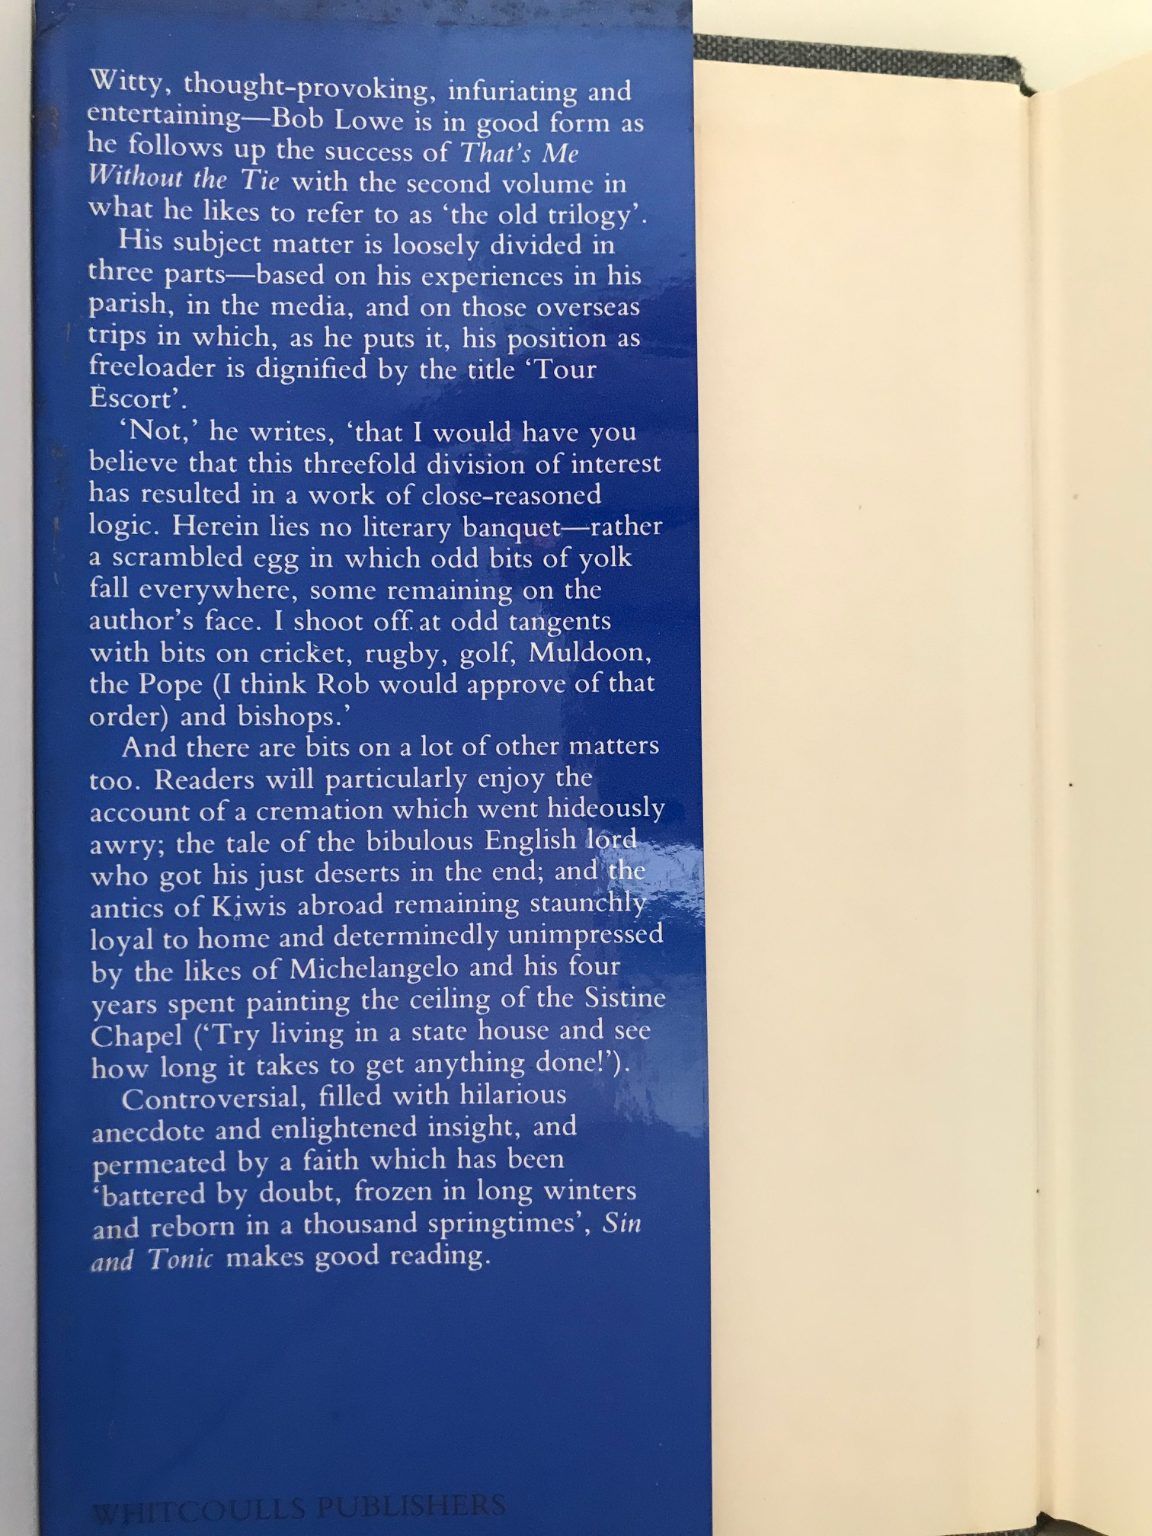 Witty, thought-provoking, infuriating and
entertaining—Bob Lowe is in good form as
he follows up the success of That's Me
Without the Tie with the second volume in
what he likes to refer to as ‘the old trilogy’.
His subject matter is loosely divided in
three parts—based on his experiences in his
parish, in the media, and on those overseas
trips in which, as he puts it, his position as
freeloader is dignified by the title ‘Tour
Escort’.
‘Not,’ he writes, ‘that I would have you
believe that this threefold division of interest
has resulted in a work of close-reasoned
logic. Herein lies no literary banquet—rather
a scrambled egg in which odd bits of yolk
fall everywhere, some remaining on the
author’s face. I shoot off at odd tangents
with bits on cricket, rugby, golf, Muldoon,
the Pope (I think Rob would approve of that
order) and bishops.’
And there are bits on a lot of other matters
too. Readers will particularly enjoy the
account of a cremation which went hideously
awry; the tale of the bibulous English lord
who got his just deserts in the end; and the
antics of Kiwis abroad remaining staunchly
loyal to home and determinedly unimpressed
by the likes of Michelangelo and his four
years spent painting the ceiling of the Sistine
Chapel (‘Try living in a state house and see
how long it takes to get anything done!’).
Controversial, filled with hilarious
anecdote and enlightened insight, and
permeated by a faith which has been
‘battered by doubt, frozen in long winters
and reborn in a thousand springtimes’, Sin
and Tonic makes good reading.
WHITCOULLS PUBLISHERS